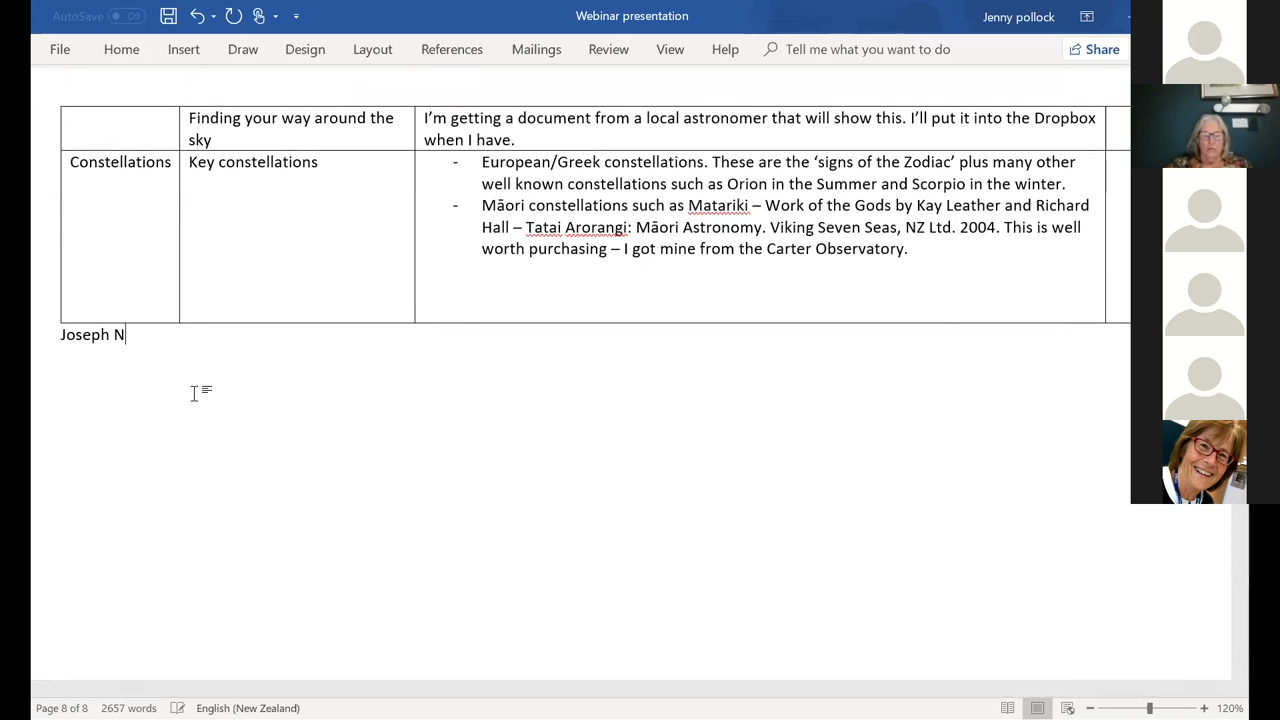 AutoSave Off Webinar presentation Jenny pollock
File Home Insert Draw Design Layout References Mailings Review View Help Tell me what you want to do Share
Finding your way around the
sky
I’m getting a document from a local astronomer that will show this. I’ll put it into the Dropbox
when I have.
Constellations
Key constellations
- European/Greek constellations. These are the ‘signs of the Zodiac’ plus many other
well known constellations such as Orion in the Summer and Scorpio in the winter.
- Māori constellations such as Matariki – Work of the Gods by Kay Leather and Richard
Hall – Tatai Arorangi: Māori Astronomy. Viking Seven Seas, NZ Ltd. 2004. This is well
worth purchasing – I got mine from the Carter Observatory.
Joseph N
Page 8 of 8 2657 words English (New Zealand) 120%